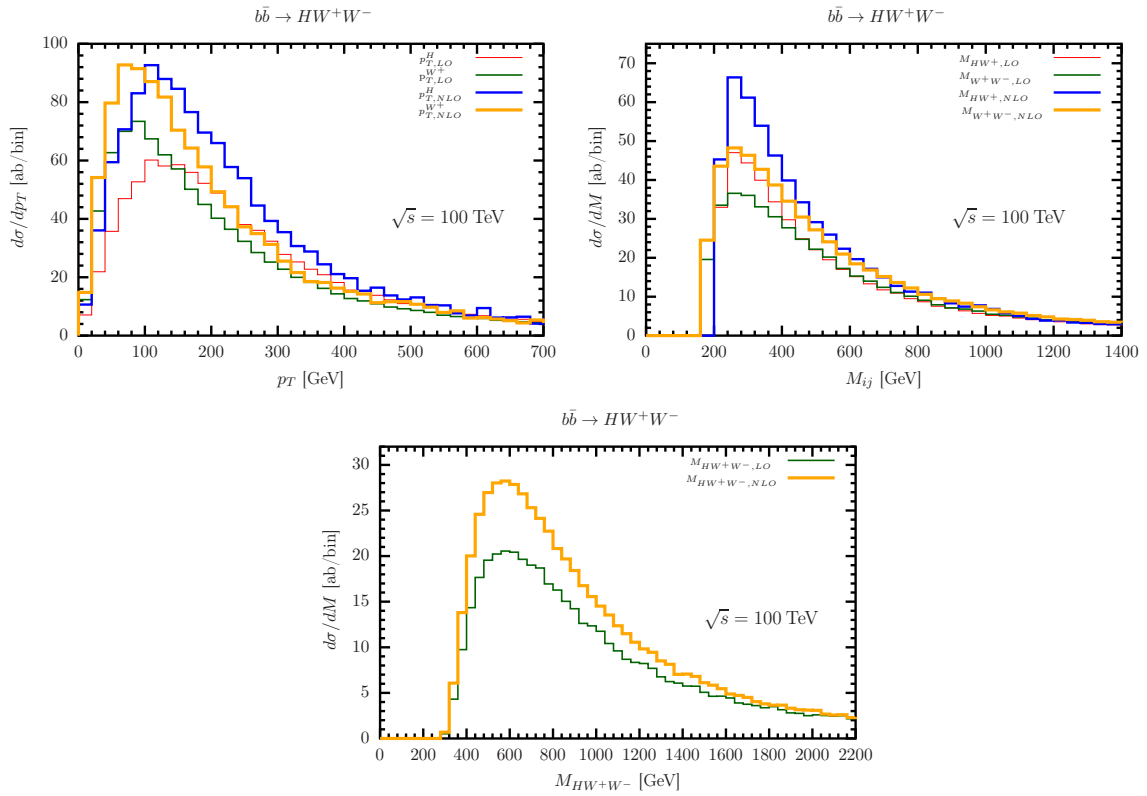 bb̄ → HW⁺W⁻
dσ/dp_T [ab/bin]
100
80
60
40
20
0
p^H_{T,LO}
p^{W+}_{T,LO}
p^H_{T,NLO}
p^{W+}_{T,NLO}
√s = 100 TeV
0 100 200 300 400 500 600 700
p_T [GeV]
bb̄ → HW⁺W⁻
dσ/dM [ab/bin]
70
60
50
40
30
20
10
0
M_{HW+,LO}
M_{W+W−,LO}
M_{HW+,NLO}
M_{W+W−,NLO}
√s = 100 TeV
0 200 400 600 800 1000 1200 1400
M_{ij} [GeV]
bb̄ → HW⁺W⁻
dσ/dM [ab/bin]
30
25
20
15
10
5
0
M_{HW+W−,LO}
M_{HW+W−,NLO}
√s = 100 TeV
0 200 400 600 800 1000 1200 1400 1600 1800 2000 2200
M_{HW+W−} [GeV]